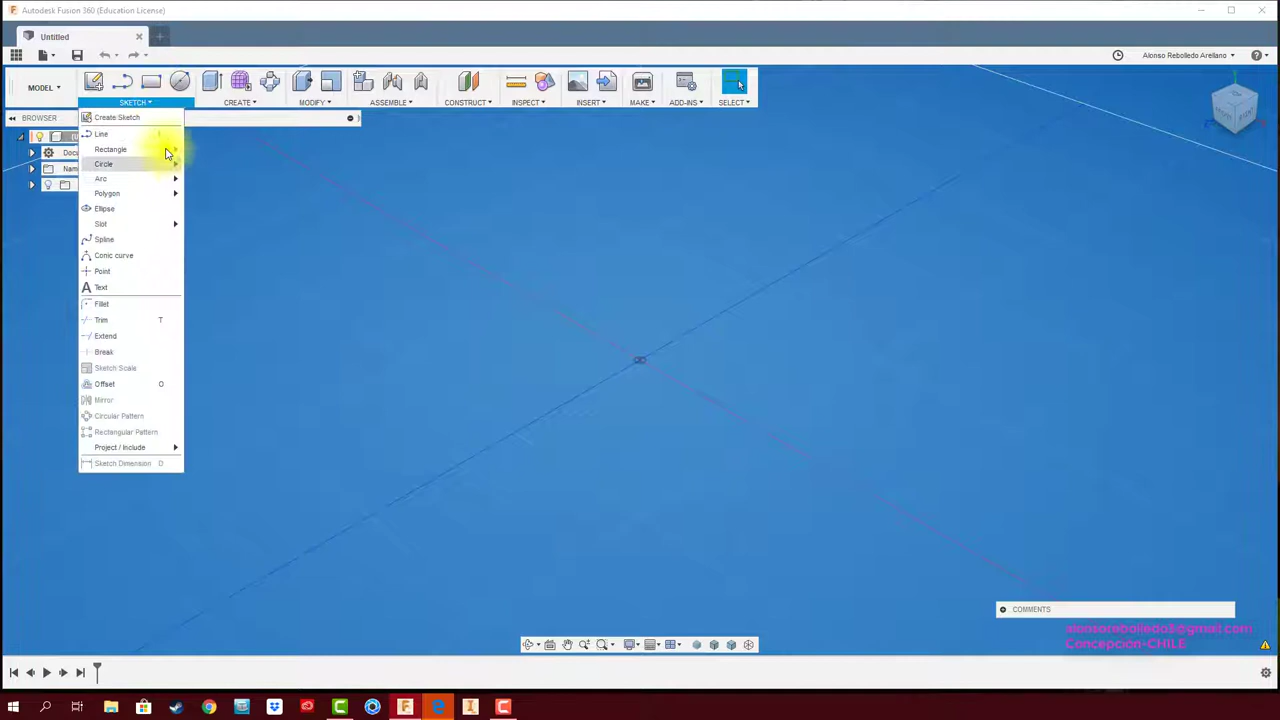 Autodesk Fusion 360 (Education License)
Untitled
Alonso Rebolledo Arellano
MODEL
SKETCH
CREATE
MODIFY
ASSEMBLE
CONSTRUCT
INSPECT
INSERT
MAKE
ADD-INS
SELECT
BROWSER
Create Sketch
Line
Rectangle
Circle
Docu
Arc
Nam
Polygon
Ellipse
Slot
Spline
Conic curve
Point
Text
Fillet
Trim T
Extend
Break
Sketch Scale
Offset O
Mirror
Circular Pattern
Rectangular Pattern
Project / Include
Sketch Dimension D
COMMENTS
Concepcion-CHILE